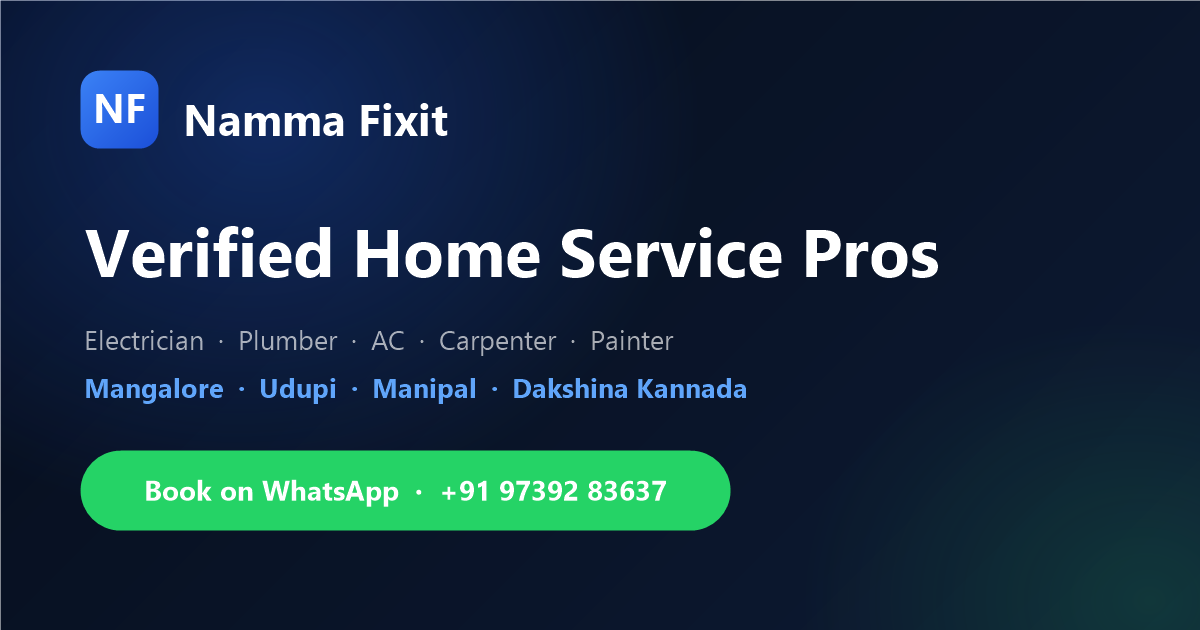 NF
Namma Fixit
Verified Home Service Pros
Electrician · Plumber · AC · Carpenter · Painter
Mangalore · Udupi · Manipal · Dakshina Kannada
Book on WhatsApp · +91 97392 83637